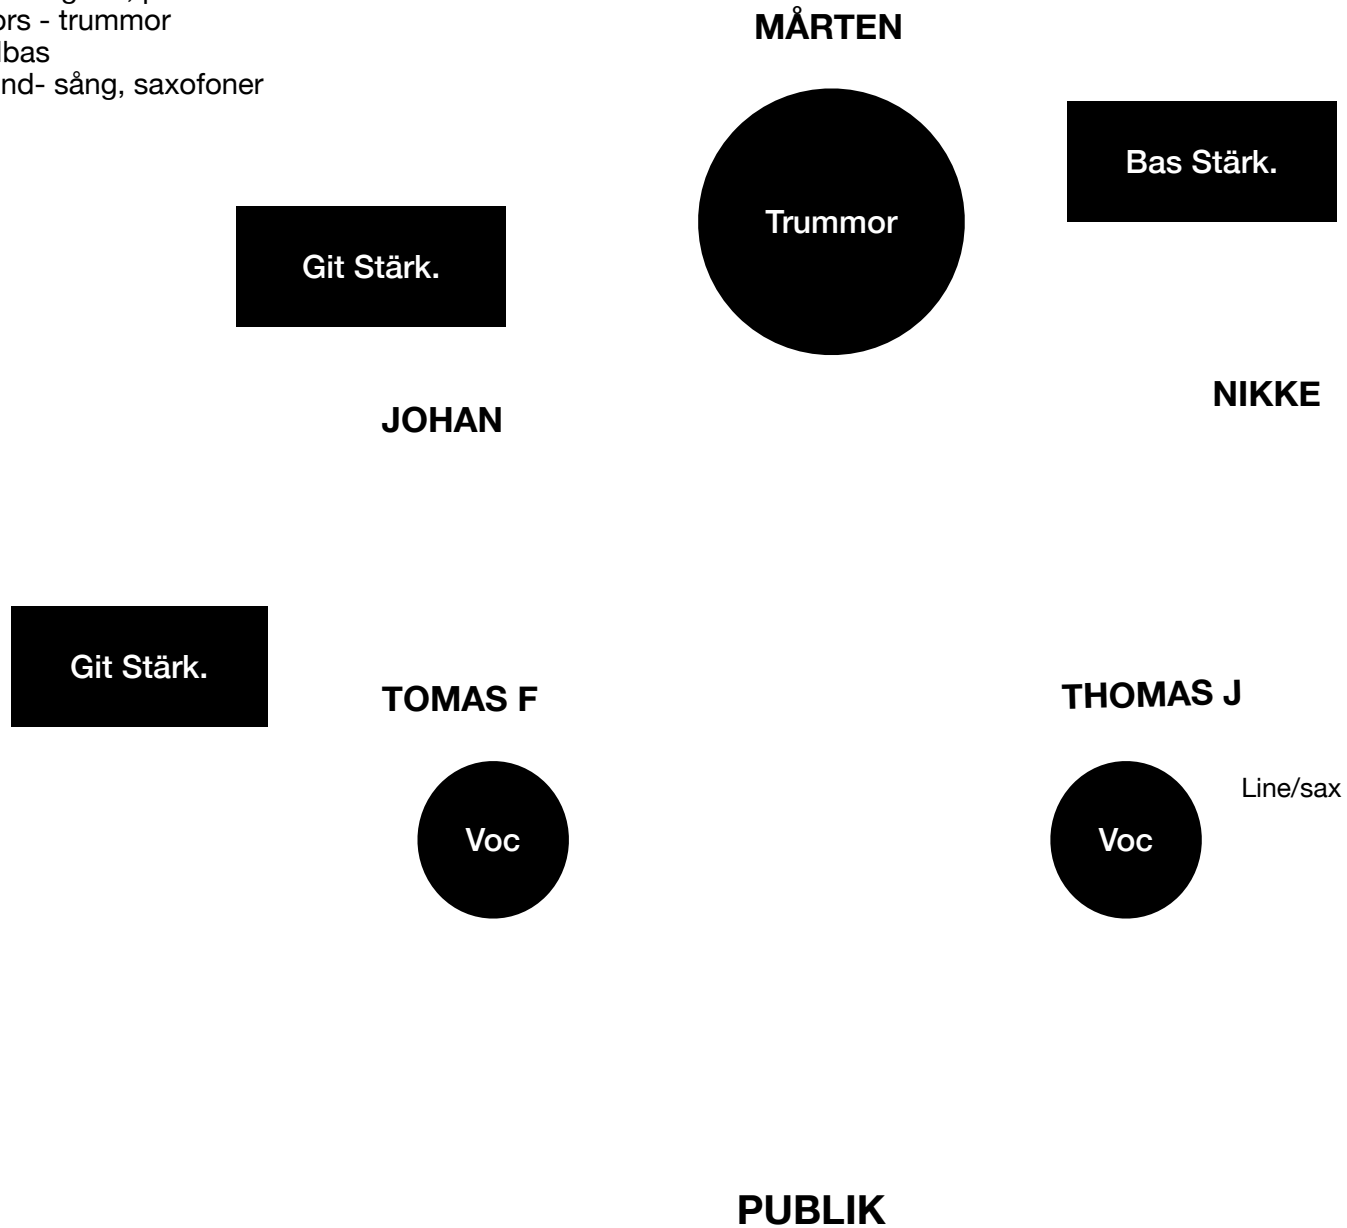 ors - trummor
lbas
nd- sång, saxofoner
MÅRTEN
Bas Stärk.
Trummor
Git Stärk.
NIKKE
JOHAN
Git Stärk.
TOMAS F
THOMAS J
Line/sax
Voc
Voc
PUBLIK